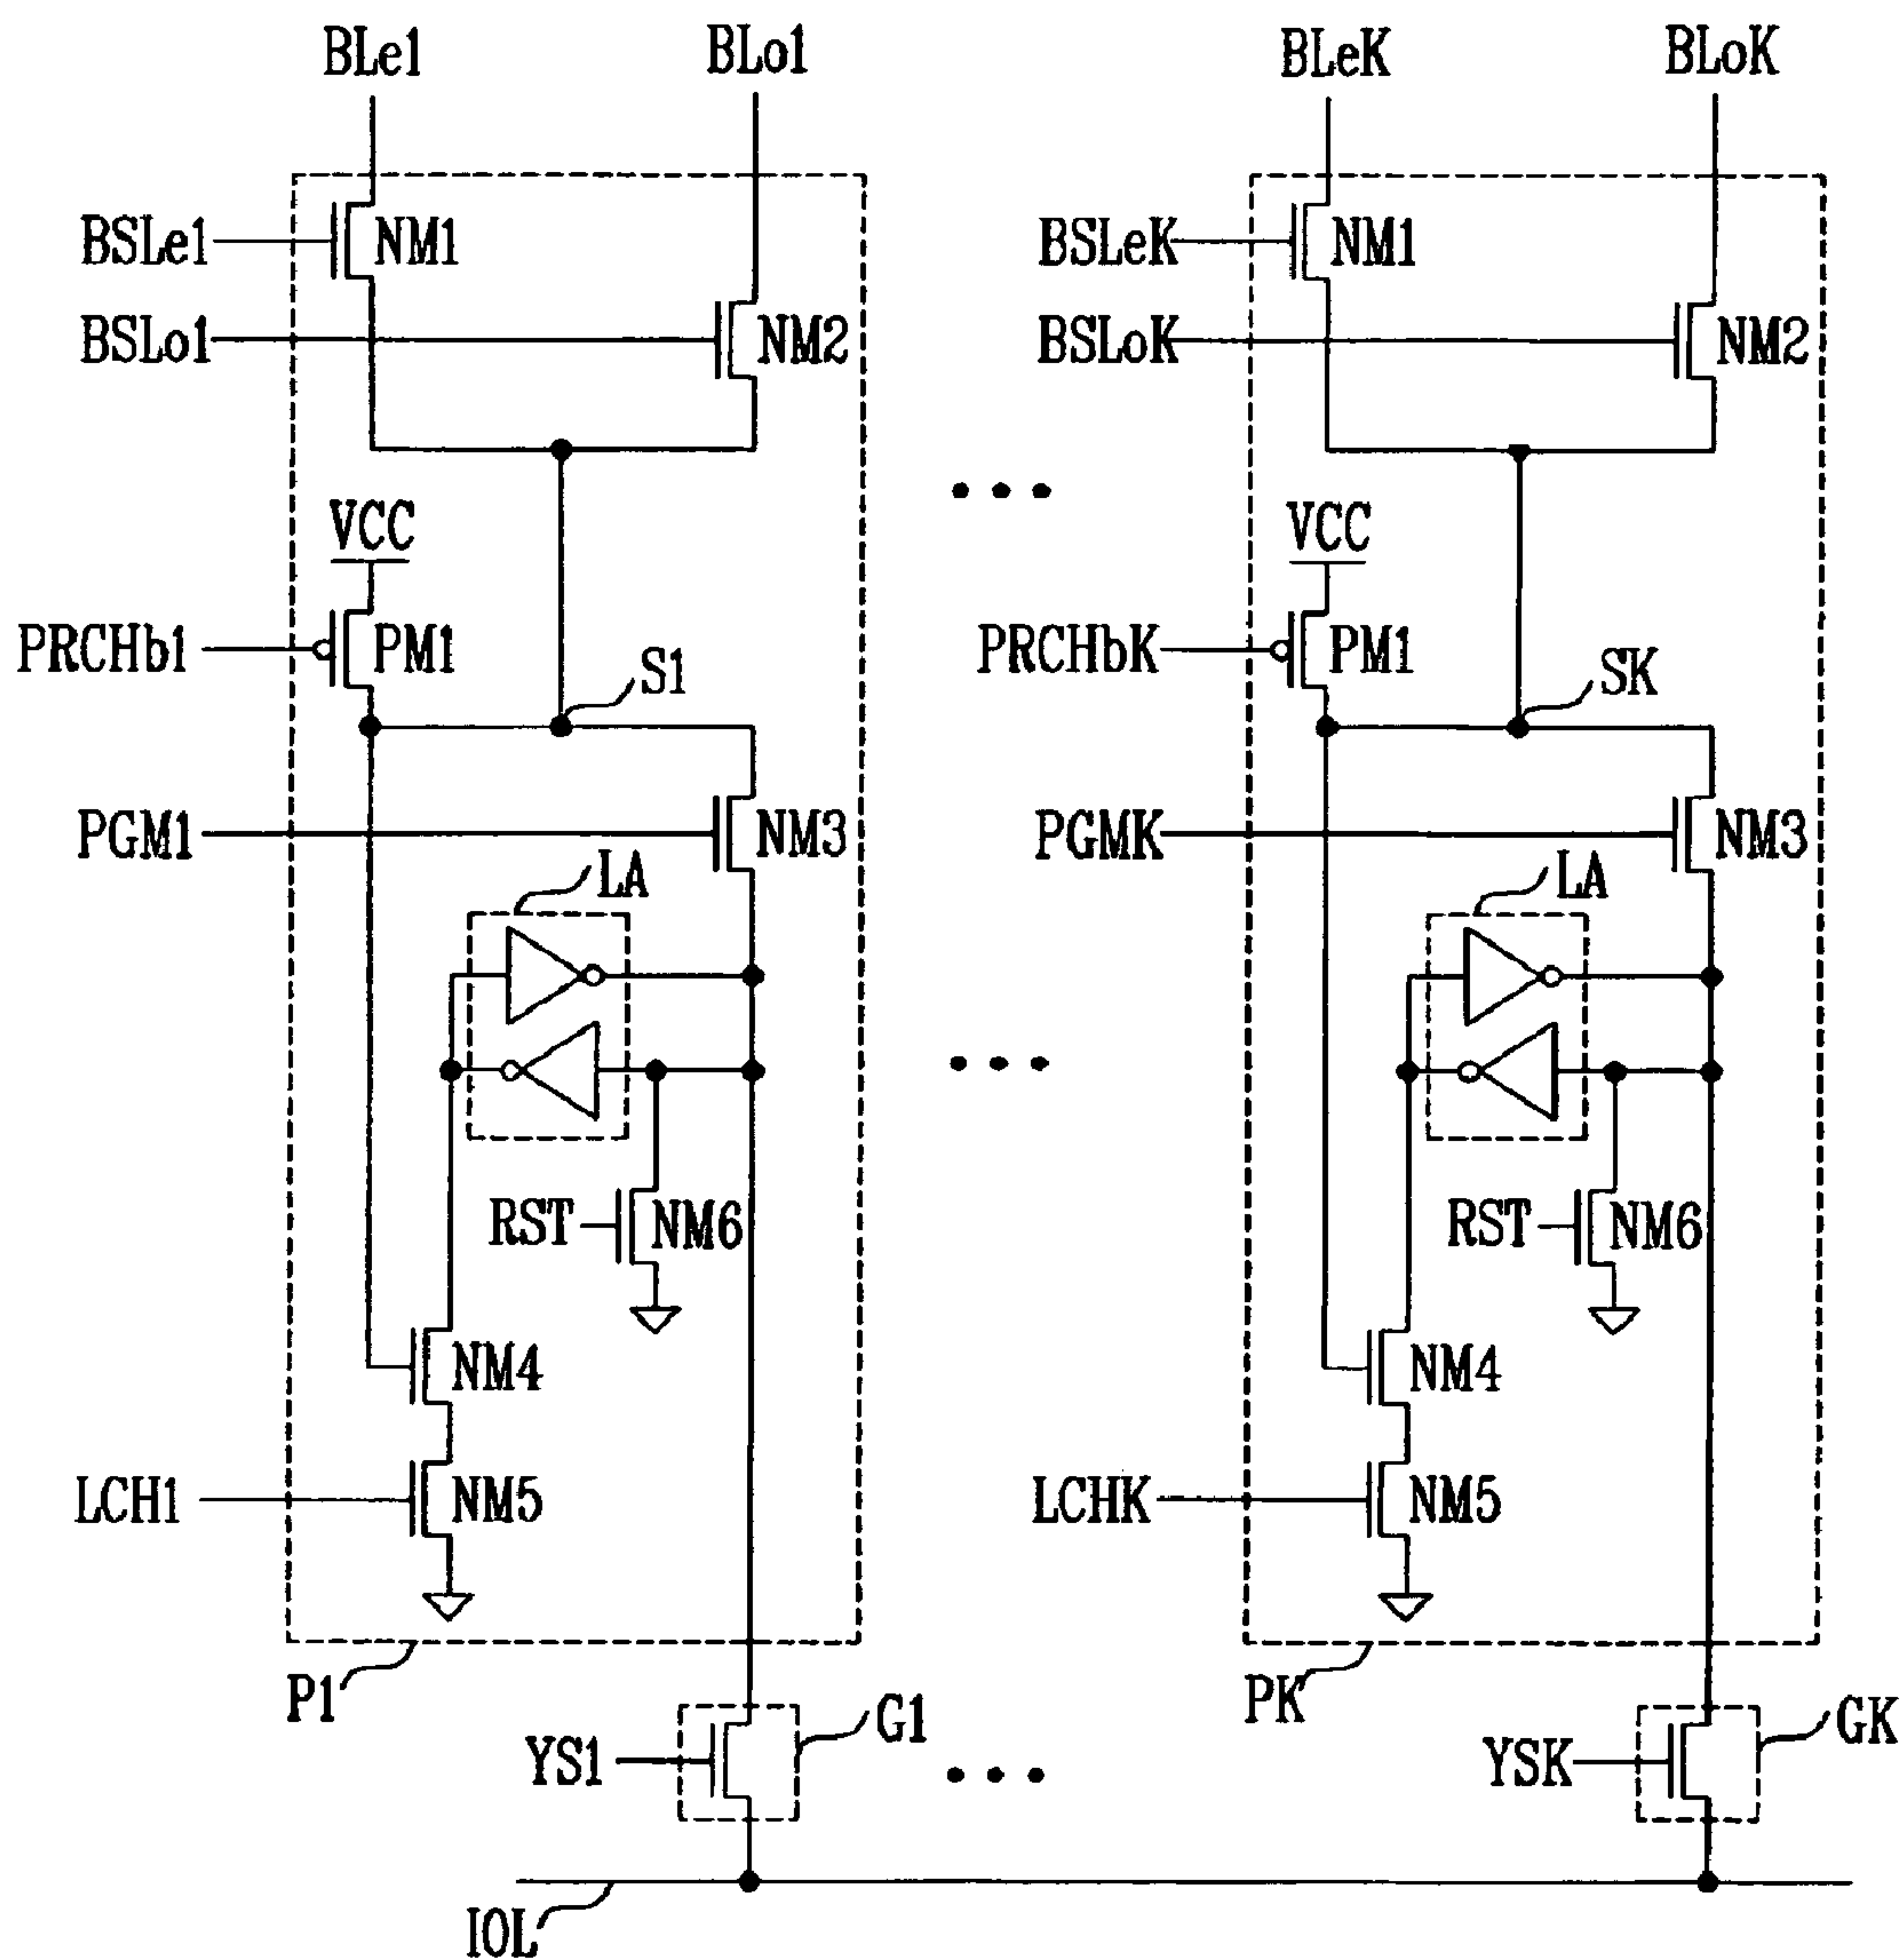 BLe1
BLo1
BLeK
BLoK
BSLe1
NM1
BSLeK
NM1
BSLo1
NM2
BSLoK
NM2
VCC
VCC
PRCHb1
PM1
S1
PRCHbK
PM1
SK
PGM1
NM3
PGMK
NM3
LA
LA
RST
NM6
RST
NM6
NM4
NM4
LCH1
NM5
LCHK
NM5
P1
G1
PK
GK
YS1
YSK
IOL